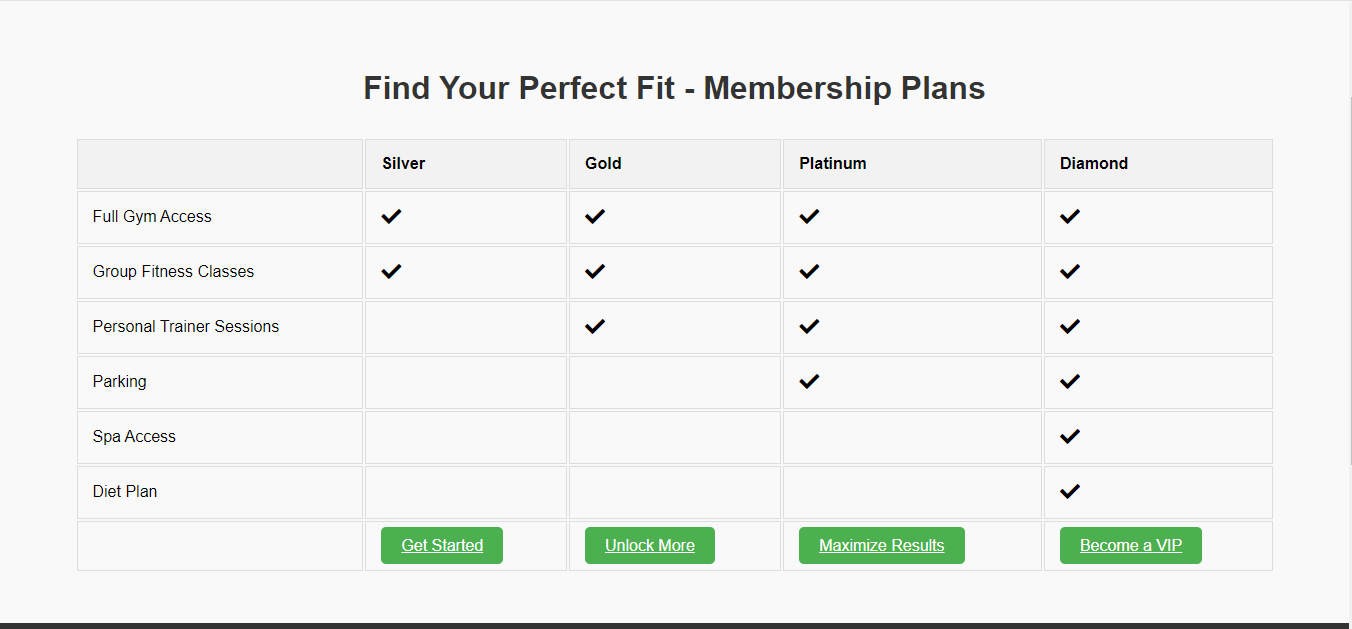 Find Your Perfect Fit - Membership Plans
Silver Gold Platinum Diamond
Full Gym Access
Group Fitness Classes
Personal Trainer Sessions
Parking
Spa Access
Diet Plan
Get Started Unlock More Maximize Results Become a VIP